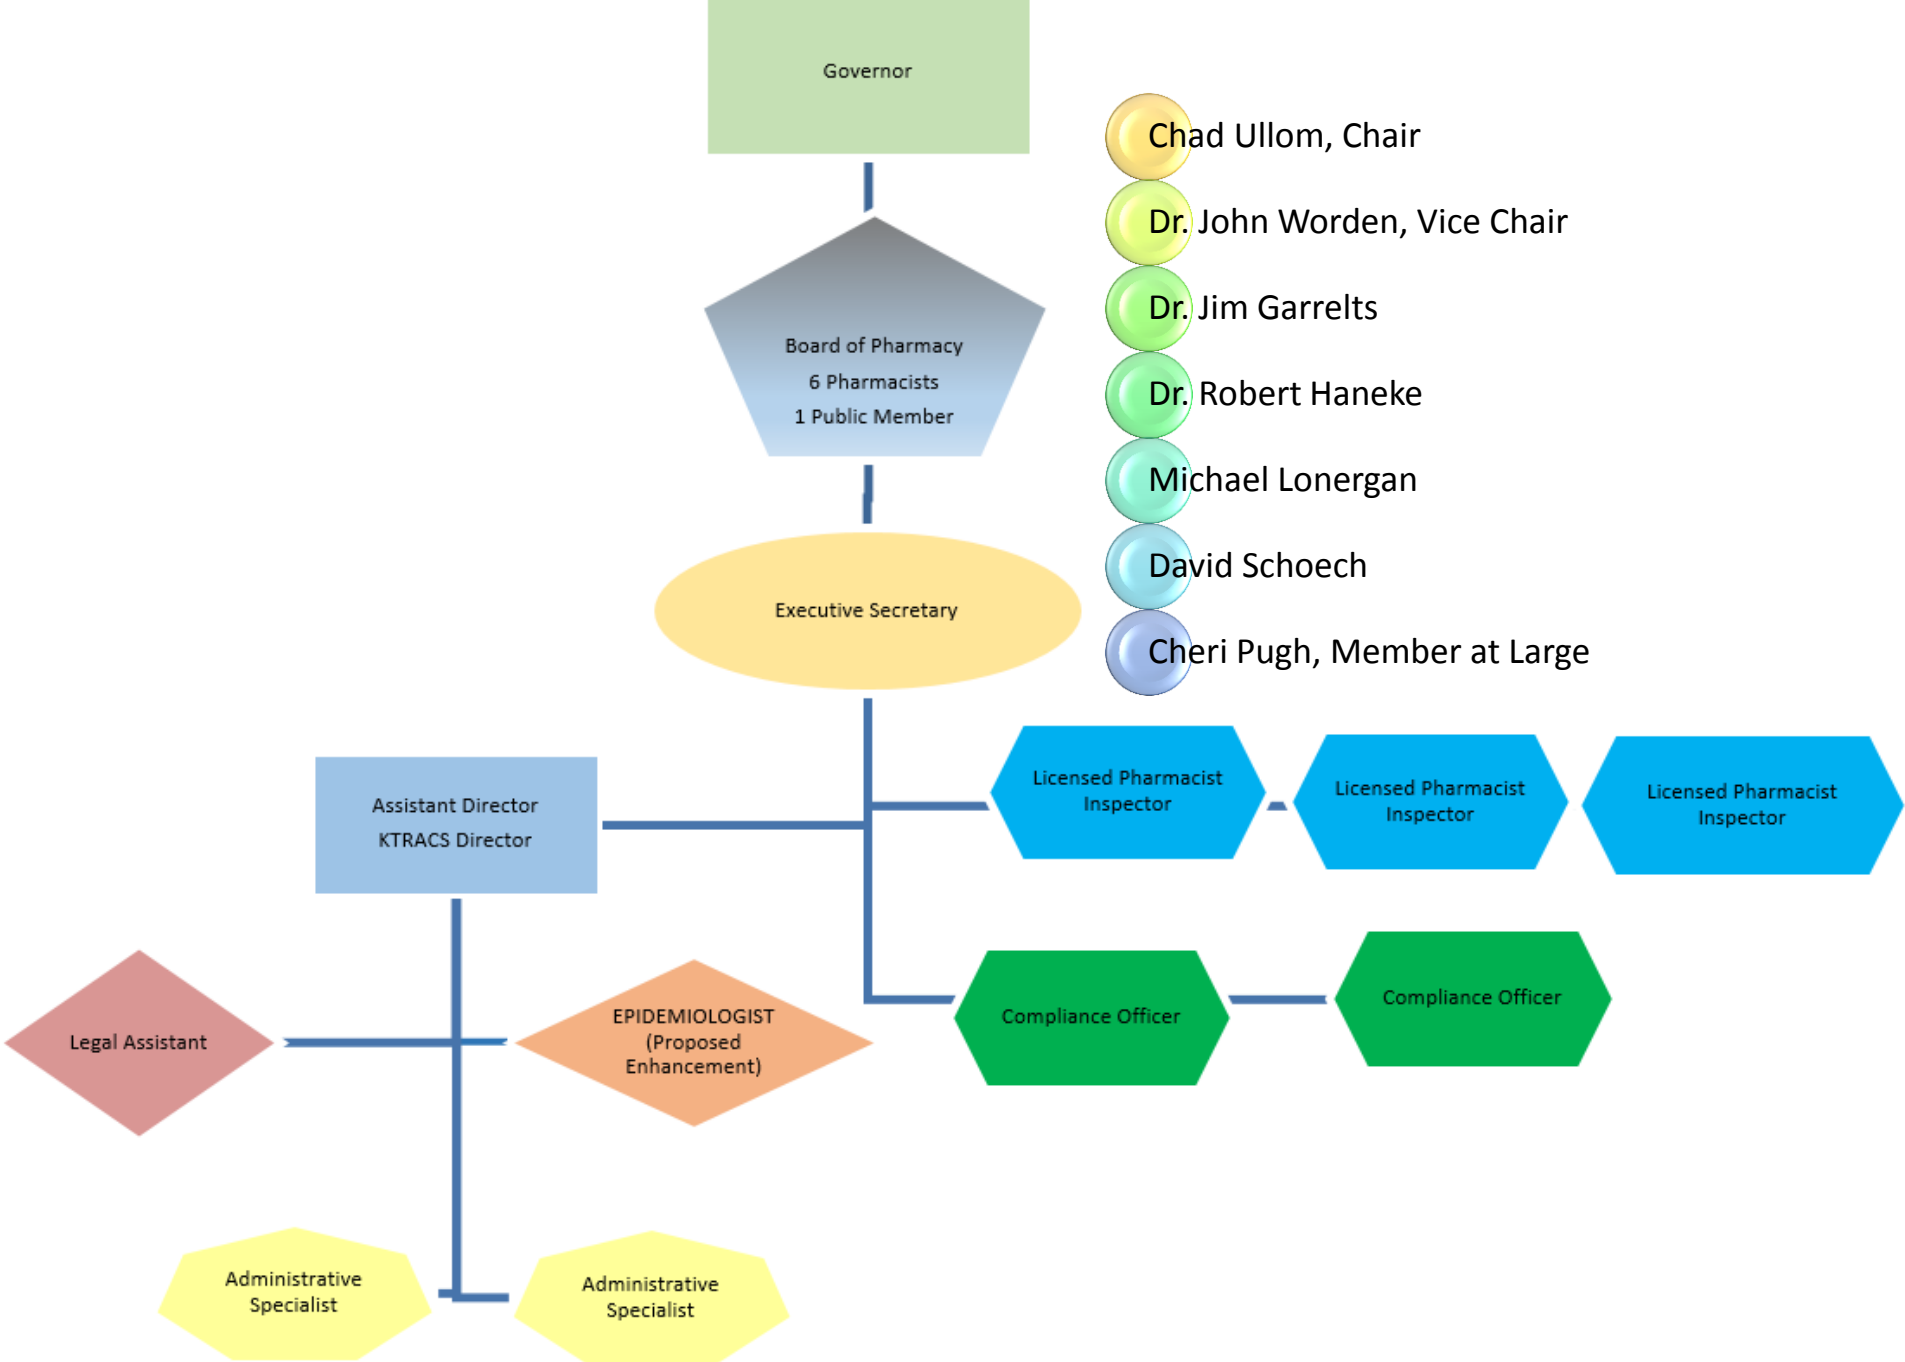 Governor
Chad Ullom, Chair
Dr. John Worden, Vice Chair
Dr. Jim Garrelts
Dr. Robert Haneke
Michael Lonergan
David Schoech
Cheri Pugh, Member at Large
Board of Pharmacy
6 Pharmacists
1 Public Member
Executive Secretary
Assistant Director
KTRACS Director
Licensed Pharmacist
Inspector
Licensed Pharmacist
Inspector
Licensed Pharmacist
Inspector
Legal Assistant
EPIDEMIOLOGIST
(Proposed
Enhancement)
Compliance Officer
Compliance Officer
Administrative
Specialist
Administrative
Specialist